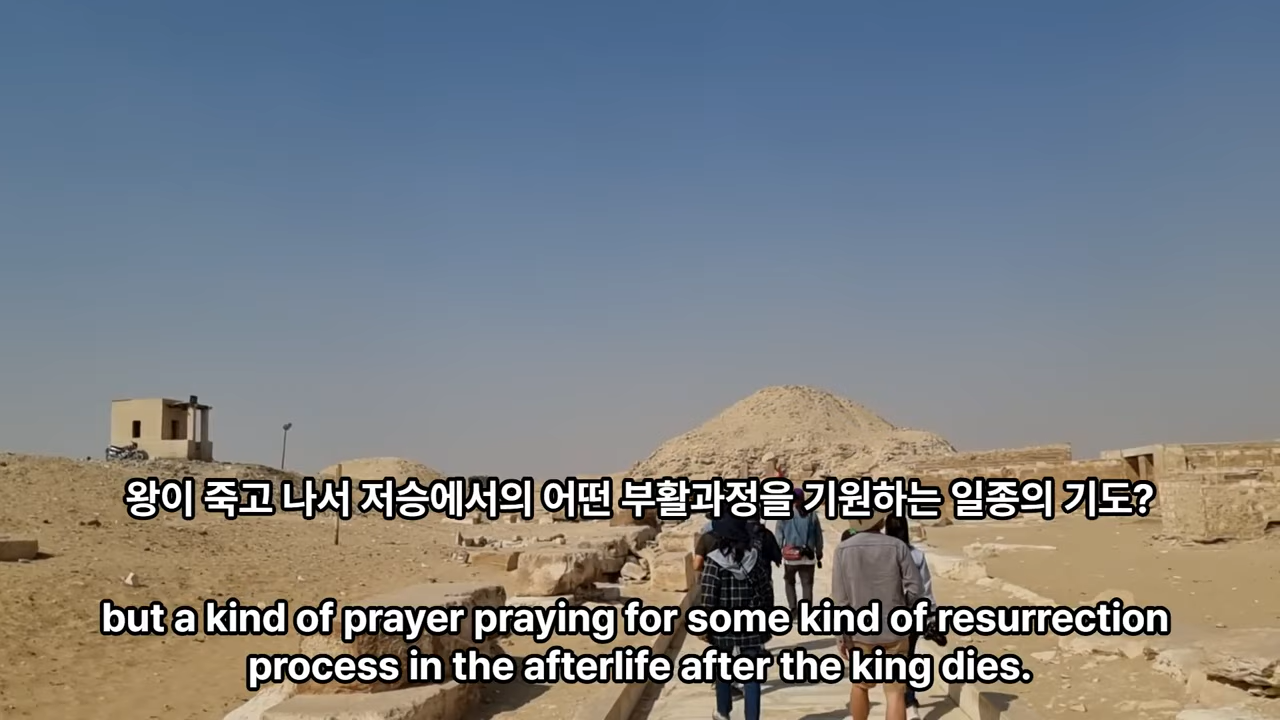 왕이 죽고 나서 저승에서의 어떤 부활과정을 기원하는 일종의 기도?
but a kind of prayer praying for some kind of resurrection
process in the afterlife after the king dies.